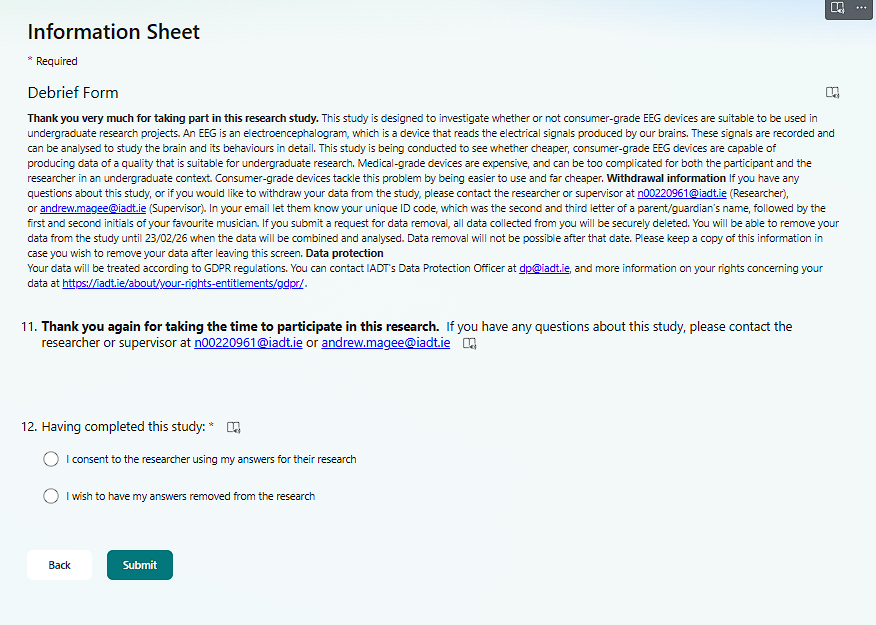 Information Sheet
* Required
Debrief Form
Thank you very much for taking part in this research study. This study is designed to investigate whether or not consumer-grade EEG devices are suitable to be used in
undergraduate research projects. An EEG is an electroencephalogram, which is a device that reads the electrical signals produced by our brains. These signals are recorded and
can be analysed to study the brain and its behaviours in detail. This study is being conducted to see whether cheaper, consumer-grade EEG devices are capable of
producing data of a quality that is suitable for undergraduate research. Medical-grade devices are expensive, and can be too complicated for both the participant and the
researcher in an undergraduate context. Consumer-grade devices tackle this problem by being easier to use and far cheaper. Withdrawal information If you have any
questions about this study, or if you would like to withdraw your data from the study, please contact the researcher or supervisor at n00220961@iadt.ie (Researcher),
or andrew.magee@iadt.ie (Supervisor). In your email let them know your unique ID code, which was the second and third letter of a parent/guardian's name, followed by the
first and second initials of your favourite musician. If you submit a request for data removal, all data collected from you will be securely deleted. You will be able to remove your
data from the study until 23/02/26 when the data will be combined and analysed. Data removal will not be possible after that date. Please keep a copy of this information in
case you wish to remove your data after leaving this screen. Data protection
Your data will be treated according to GDPR regulations. You can contact IADT's Data Protection Officer at dp@iadt.ie, and more information on your rights concerning your
data at https://iadt.ie/about/your-rights-entitlements/gdpr/.
11. Thank you again for taking the time to participate in this research. If you have any questions about this study, please contact the
researcher or supervisor at n00220961@iadt.ie or andrew.magee@iadt.ie
12. Having completed this study: *
I consent to the researcher using my answers for their research
I wish to have my answers removed from the research
Back
Submit